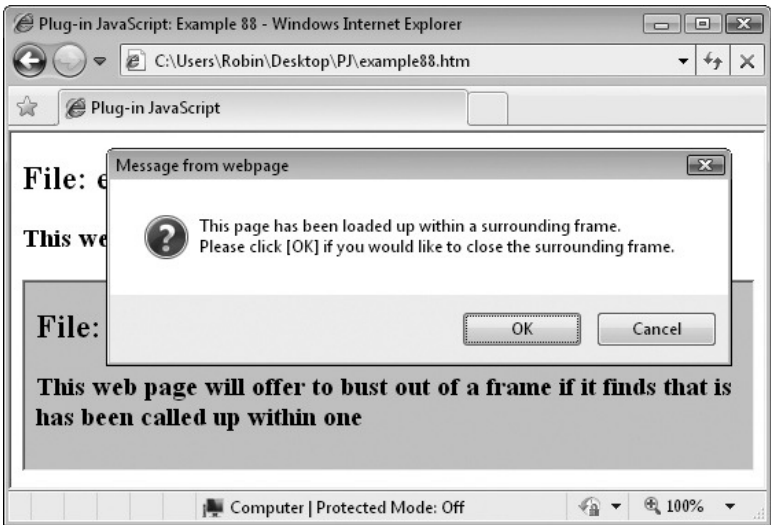 Plug-in JavaScript: Example 88 - Windows Internet Explorer
C:\Users\Robin\Desktop\PJ\example88.htm
Plug-in JavaScript
File: e
Message from webpage
This page has been loaded up within a surrounding frame.
Please click [OK] if you would like to close the surrounding frame.
This we
OK Cancel
File:
This web page will offer to bust out of a frame if it finds that is
has been called up within one
Computer | Protected Mode: Off 100%